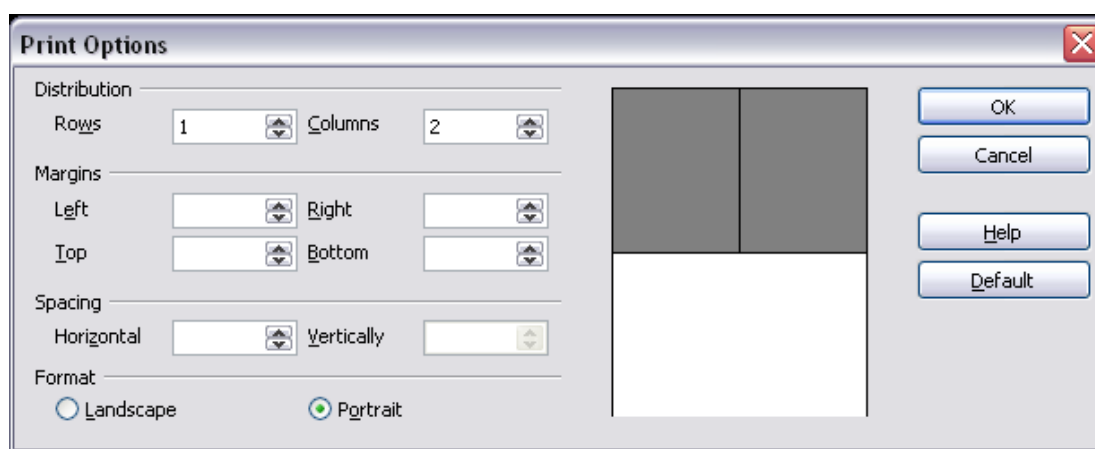 Print Options
Distribution
Rows 1 Columns 2
Margins
Left Right
Top Bottom
Spacing
Horizontal Vertically
Format
Landscape Portrait
OK
Cancel
Help
Default